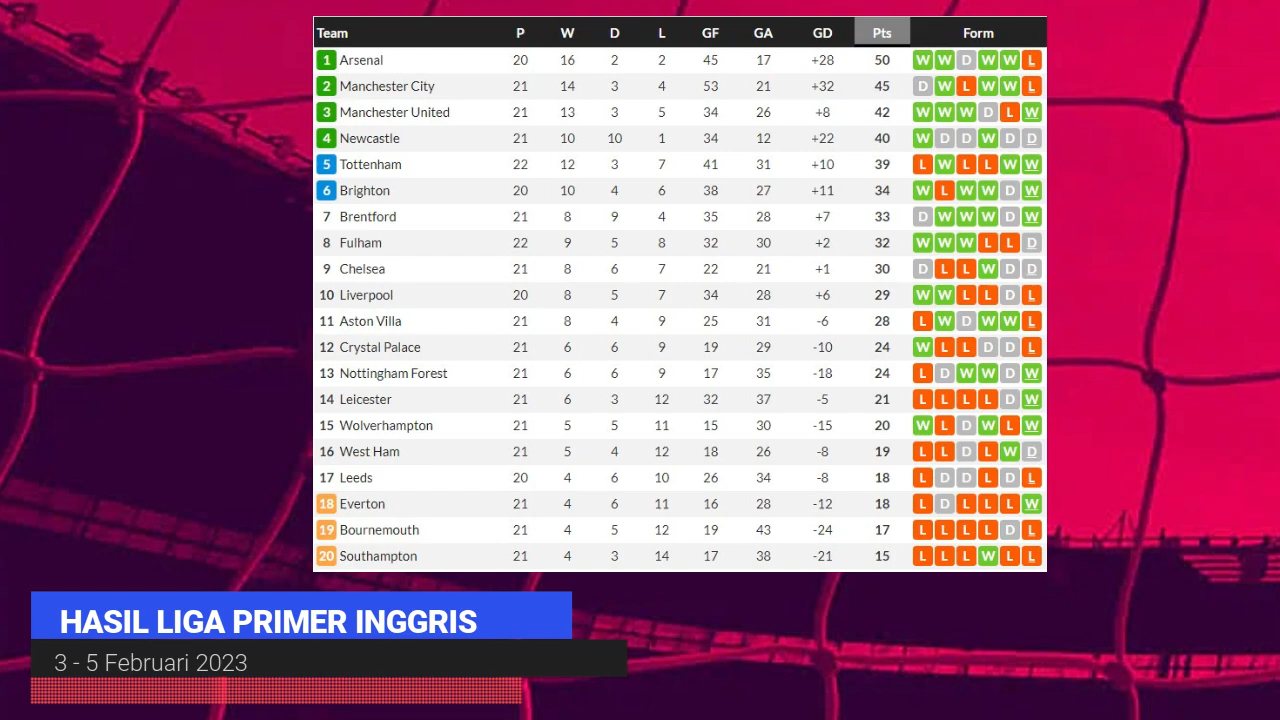 Team P W D L GF GA GD Pts Form
1 Arsenal 20 16 2 2 45 17 +28 50 W W D W W L
2 Manchester City 21 14 3 4 53 21 +32 45 D W L W W L
3 Manchester United 21 13 3 5 34 26 +8 42 W W W D L W
4 Newcastle 21 10 10 1 34 12 +22 40 W D D W D D
5 Tottenham 22 12 3 7 41 31 +10 39 L W L L W W
6 Brighton 20 10 4 6 38 27 +11 34 W L W W D W
7 Brentford 21 8 9 4 35 28 +7 33 D W W W D W
8 Fulham 22 9 5 8 32 30 +2 32 W W W L L D
9 Chelsea 21 8 6 7 22 21 +1 30 D L L W D D
10 Liverpool 20 8 5 7 34 28 +6 29 W W L L D L
11 Aston Villa 21 8 4 9 25 31 -6 28 L W D W W L
12 Crystal Palace 21 6 6 9 19 29 -10 24 W L L D D L
13 Nottingham Forest 21 6 6 9 17 35 -18 24 L D W W D W
14 Leicester 21 6 3 12 32 37 -5 21 L L L L D W
15 Wolverhampton 21 5 5 11 15 30 -15 20 W L D W L W
16 West Ham 21 5 4 12 18 26 -8 19 L L D L W D
17 Leeds 20 4 6 10 26 34 -8 18 L D D L D L
18 Everton 21 4 6 11 16 28 -12 18 L D L L L W
19 Bournemouth 21 4 5 12 19 43 -24 17 L L L L D L
20 Southampton 21 4 3 14 17 38 -21 15 L L L W L L
HASIL LIGA PRIMER INGGRIS
3 - 5 Februari 2023